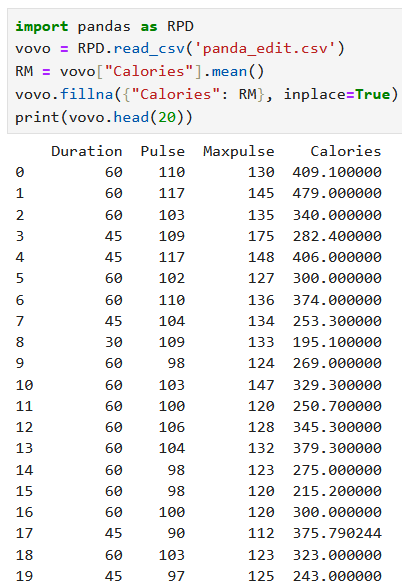 import pandas as RPD
vovo = RPD.read_csv('panda_edit.csv')
RM = vovo["Calories"].mean()
vovo.fillna({"Calories": RM}, inplace=True)
print(vovo.head(20))
Duration Pulse Maxpulse Calories
0 60 110 130 409.100000
1 60 117 145 479.000000
2 60 103 135 340.000000
3 45 109 175 282.400000
4 45 117 148 406.000000
5 60 102 127 300.000000
6 60 110 136 374.000000
7 45 104 134 253.300000
8 30 109 133 195.100000
9 60 98 124 269.000000
10 60 103 147 329.300000
11 60 100 120 250.700000
12 60 106 128 345.300000
13 60 104 132 379.300000
14 60 98 123 275.000000
15 60 98 120 215.200000
16 60 100 120 300.000000
17 45 90 112 375.790244
18 60 103 123 323.000000
19 45 97 125 243.000000